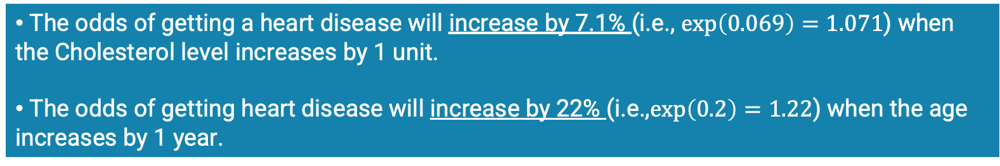 • The odds of getting a heart disease will increase by 7.1% (i.e., exp(0.069) = 1.071) when
the Cholesterol level increases by 1 unit.
• The odds of getting heart disease will increase by 22% (i.e.,exp(0.2) = 1.22) when the age
increases by 1 year.